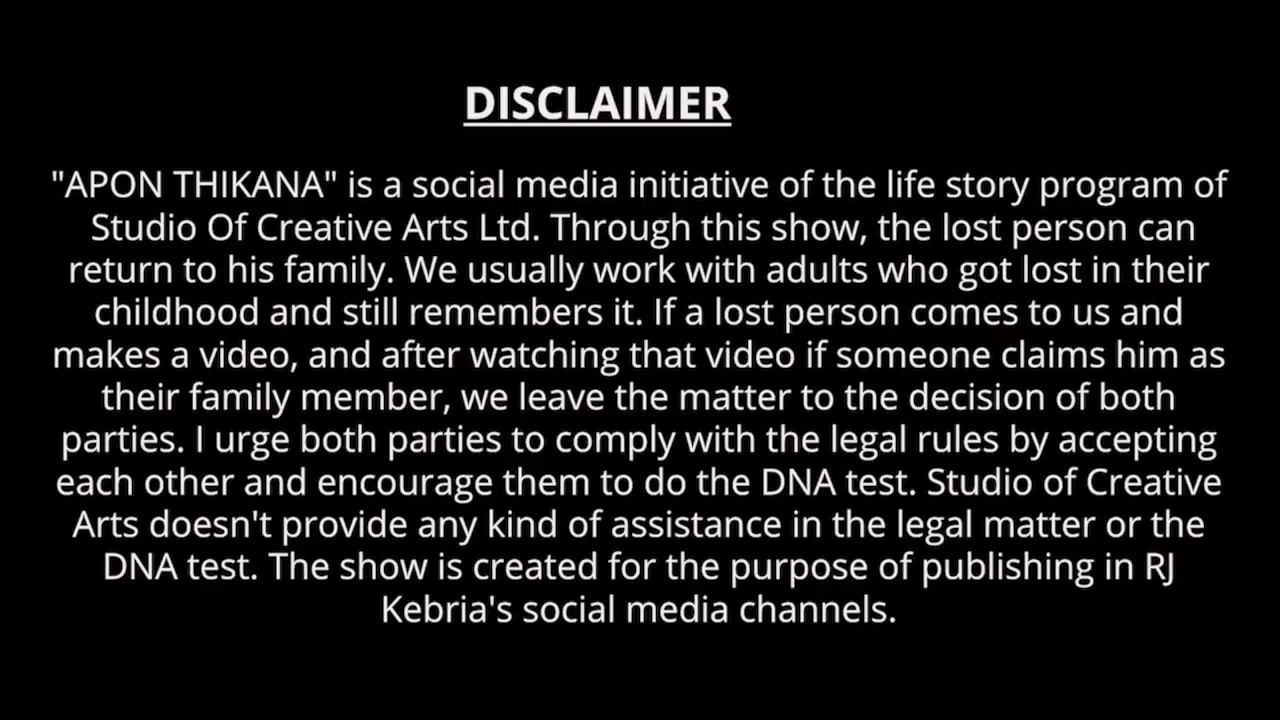 DISCLAIMER
"APON THIKANA" is a social media initiative of the life story program of
Studio Of Creative Arts Ltd. Through this show, the lost person can
return to his family. We usually work with adults who got lost in their
childhood and still remembers it. If a lost person comes to us and
makes a video, and after watching that video if someone claims him as
their family member, we leave the matter to the decision of both
parties. I urge both parties to comply with the legal rules by accepting
each other and encourage them to do the DNA test. Studio of Creative
Arts doesn't provide any kind of assistance in the legal matter or the
DNA test. The show is created for the purpose of publishing in RJ
Kebria's social media channels.